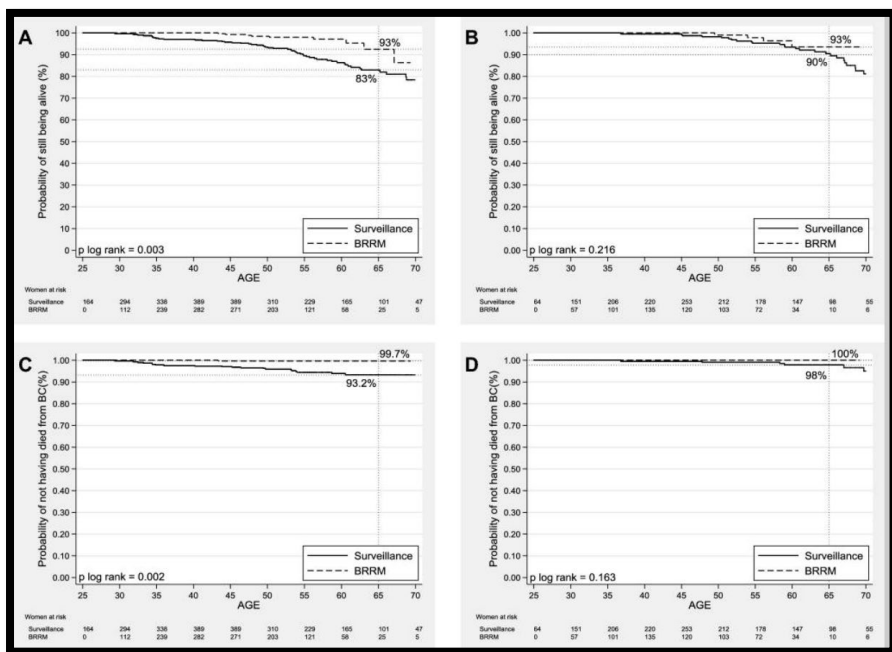 A
Probability of still being alive (%)
100
90
80
70
60
50
40
30
20
10
0
93%
83%
Surveillance
BRRM
p log rank = 0.003
25 30 35 40 45 50 55 60 65 70
AGE
Women at risk
Surveillance 164 294 338 389 389 310 229 165 101 47
BRRM 0 112 239 282 271 203 121 58 25 5
B
Probability of still being alive (%)
1.00
0.90
0.80
0.70
0.60
0.50
0.40
0.30
0.20
0.10
0.00
93%
90%
Surveillance
BRRM
p log rank = 0.216
25 30 35 40 45 50 55 60 65 70
AGE
Women at risk
Surveillance 64 151 206 220 253 212 178 147 98 55
BRRM 0 57 101 135 120 103 72 34 10 6
C
Probability of not having died from BC(%)
1.00
0.90
0.80
0.70
0.60
0.50
0.40
0.30
0.20
0.10
0.00
99.7%
93.2%
Surveillance
BRRM
p log rank = 0.002
25 30 35 40 45 50 55 60 65 70
AGE
Women at risk
Surveillance 164 294 338 389 389 310 229 165 101 47
BRRM 0 112 239 282 271 203 121 58 25 5
D
Probability of not having died from BC(%)
1.00
0.90
0.80
0.70
0.60
0.50
0.40
0.30
0.20
0.10
0.00
100%
98%
Surveillance
BRRM
p log rank = 0.163
25 30 35 40 45 50 55 60 65 70
AGE
Women at risk
Surveillance 64 151 206 220 253 212 178 147 98 55
BRRM 0 57 101 135 120 103 72 34 10 6